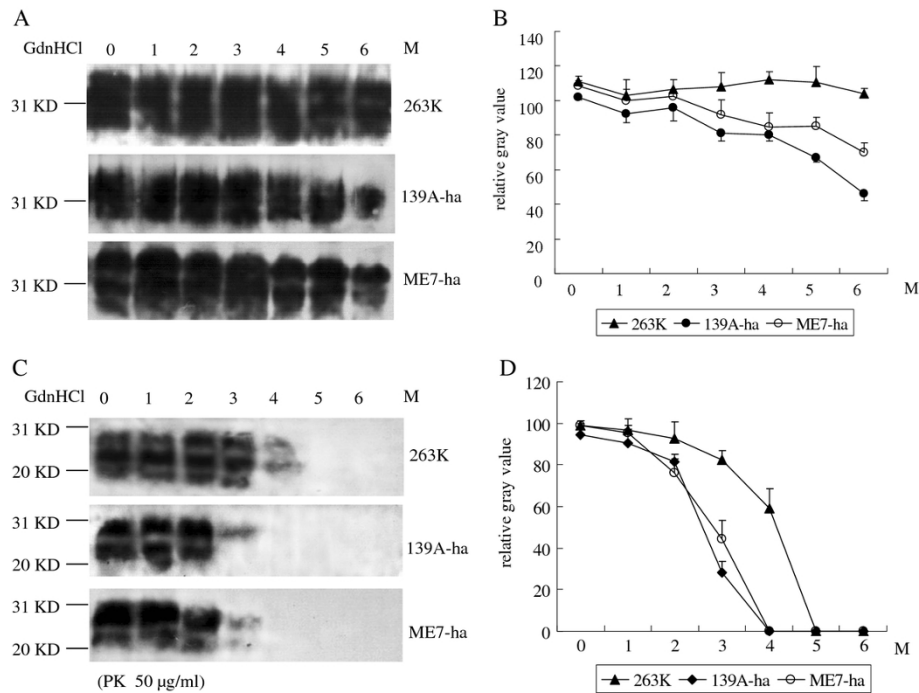 A
GdnHCl 0 1 2 3 4 5 6 M
31 KD
263K
31 KD
139A-ha
31 KD
ME7-ha
B
relative gray value
140
120
100
80
60
40
20
0
0 1 2 3 4 5 6 M
263K 139A-ha ME7-ha
C
GdnHCl 0 1 2 3 4 5 6 M
31 KD
263K
20 KD
31 KD
139A-ha
20 KD
31 KD
ME7-ha
20 KD
(PK 50 µg/ml)
D
relative gray value
120
100
80
60
40
20
0
0 1 2 3 4 5 6 M
263K 139A-ha ME7-ha